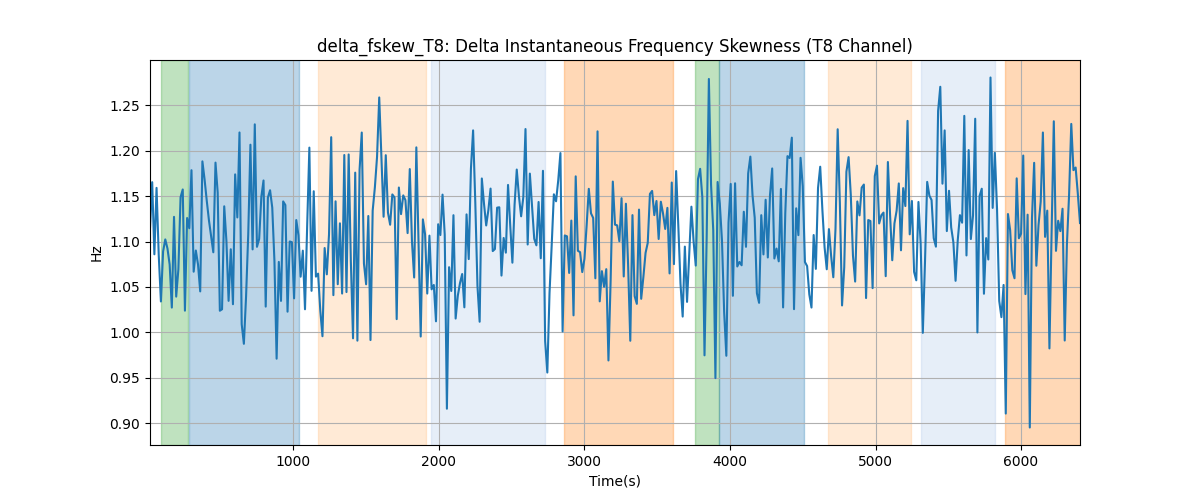 delta_fskew_T8: Delta Instantaneous Frequency Skewness (T8 Channel)
1.25
1.20
1.15
1.10
1.05
1.00
0.95
0.90
Hz
1000 2000 3000 4000 5000 6000
Time(s)